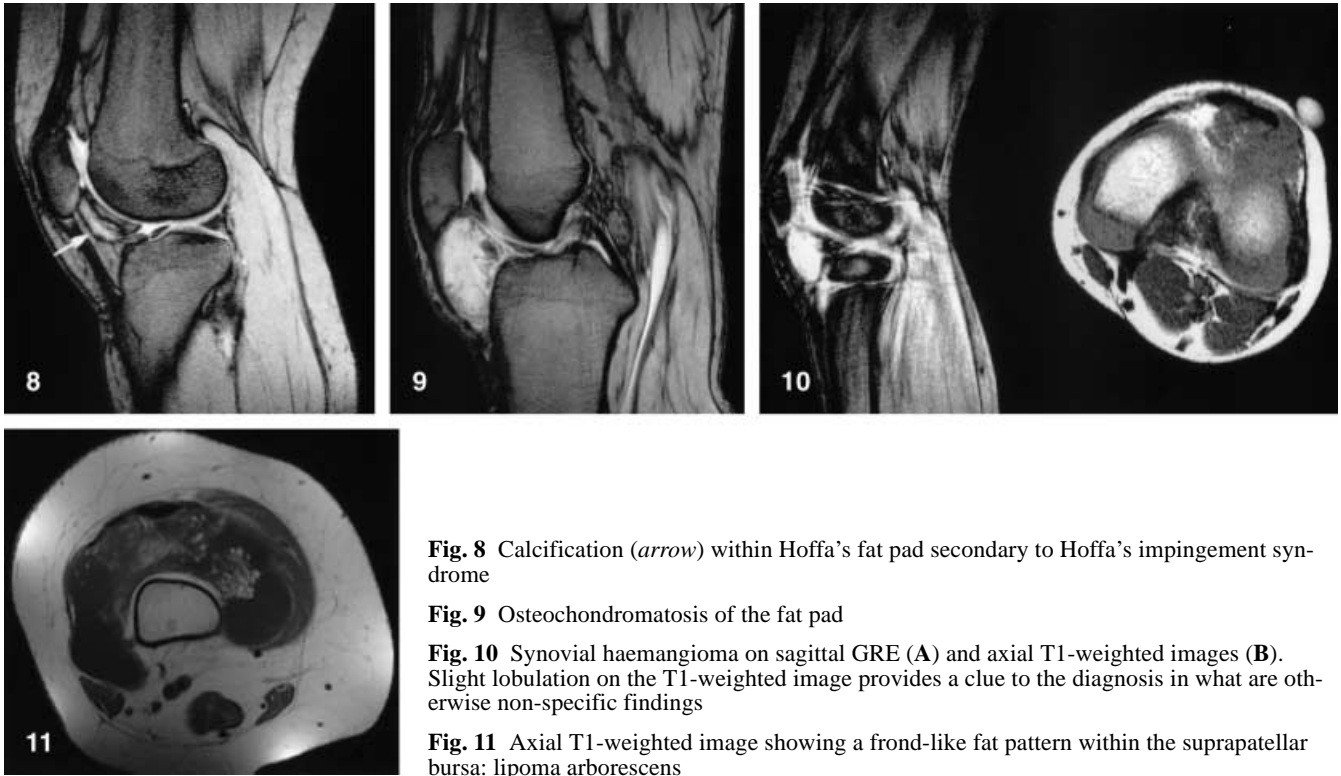 8
9
10
11
Fig. 8 Calcification (arrow) within Hoffa's fat pad secondary to Hoffa's impingement syn-
drome
Fig. 9 Osteochondromatosis of the fat pad
Fig. 10 Synovial haemangioma on sagittal GRE (A) and axial T1-weighted images (B).
Slight lobulation on the T1-weighted image provides a clue to the diagnosis in what are oth-
erwise non-specific findings
Fig. 11 Axial T1-weighted image showing a frond-like fat pattern within the suprapatellar
bursa: lipoma arborescens